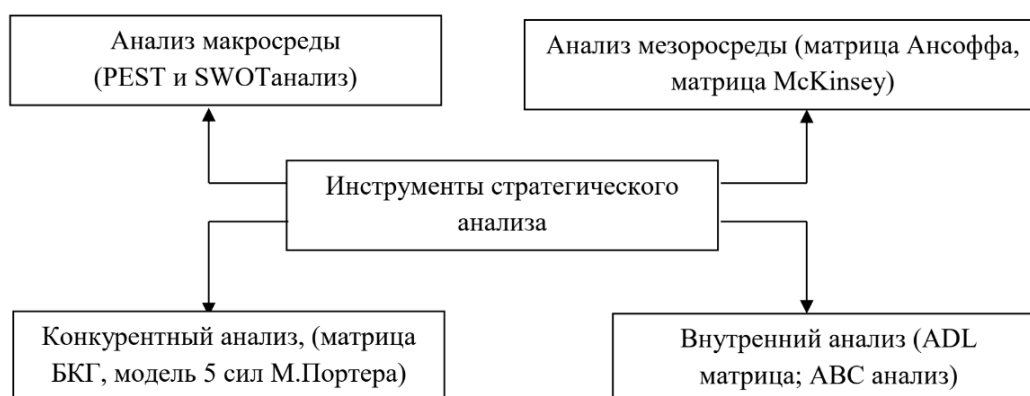 Анализ макросреды
(PEST и SWOTанализ)
Анализ мезоросреды (матрица Ансоффа,
матрица McKinsey)
Инструменты стратегического
анализа
Конкурентный анализ, (матрица
БКГ, модель 5 сил М.Портера)
Внутренний анализ (ADL
матрица; ABC анализ)